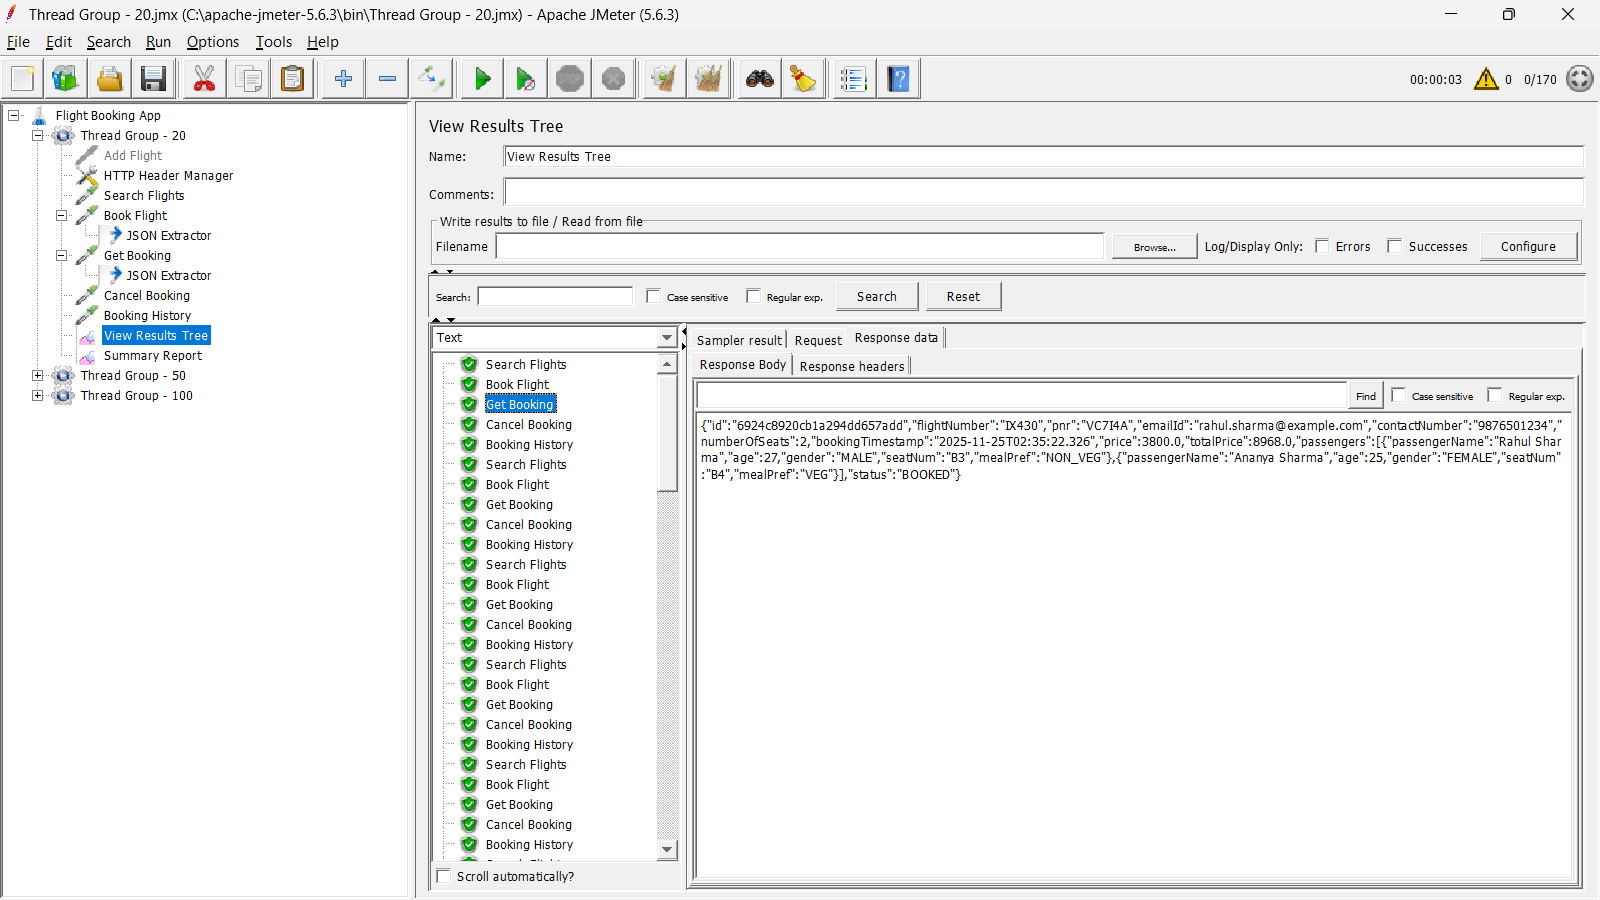 Thread Group - 20.jmx (C:\apache-jmeter-5.6.3\bin\Thread Group - 20.jmx) - Apache JMeter (5.6.3)
File Edit Search Run Options Tools Help
STOP
00:00:03 0 0/170
Flight Booking App
Thread Group - 20
Add Flight
HTTP Header Manager
Search Flights
Book Flight
JSON Extractor
Get Booking
JSON Extractor
Cancel Booking
Booking History
View Results Tree
Summary Report
Thread Group - 50
Thread Group - 100
View Results Tree
Name: View Results Tree
Comments:
Write results to file / Read from file
Filename Browse... Log/Display Only: Errors Successes Configure
Search: Case sensitive Regular exp. Search Reset
Text
Search Flights
Book Flight
Get Booking
Cancel Booking
Booking History
Search Flights
Book Flight
Get Booking
Cancel Booking
Booking History
Search Flights
Book Flight
Get Booking
Cancel Booking
Booking History
Search Flights
Book Flight
Get Booking
Cancel Booking
Booking History
Search Flights
Book Flight
Get Booking
Cancel Booking
Booking History
Scroll automatically?
Sampler result Request Response data
Response Body Response headers
Find Case sensitive Regular exp.
{"id":"6924c8920cb1a294dd657add","flightNumber":"IX430","pnr":"VC7I4A","emailId":"rahul.sharma@example.com","contactNumber":"9876501234","
numberOfSeats":2,"bookingTimestamp":"2025-11-25T02:35:22.326","price":3800.0,"totalPrice":8968.0,"passengers":[{"passengerName":"Rahul Shar
ma","age":27,"gender":"MALE","seatNum":"B3","mealPref":"NON_VEG"},{"passengerName":"Ananya Sharma","age":25,"gender":"FEMALE","seatNum"
:"B4","mealPref":"VEG"}],"status":"BOOKED"}